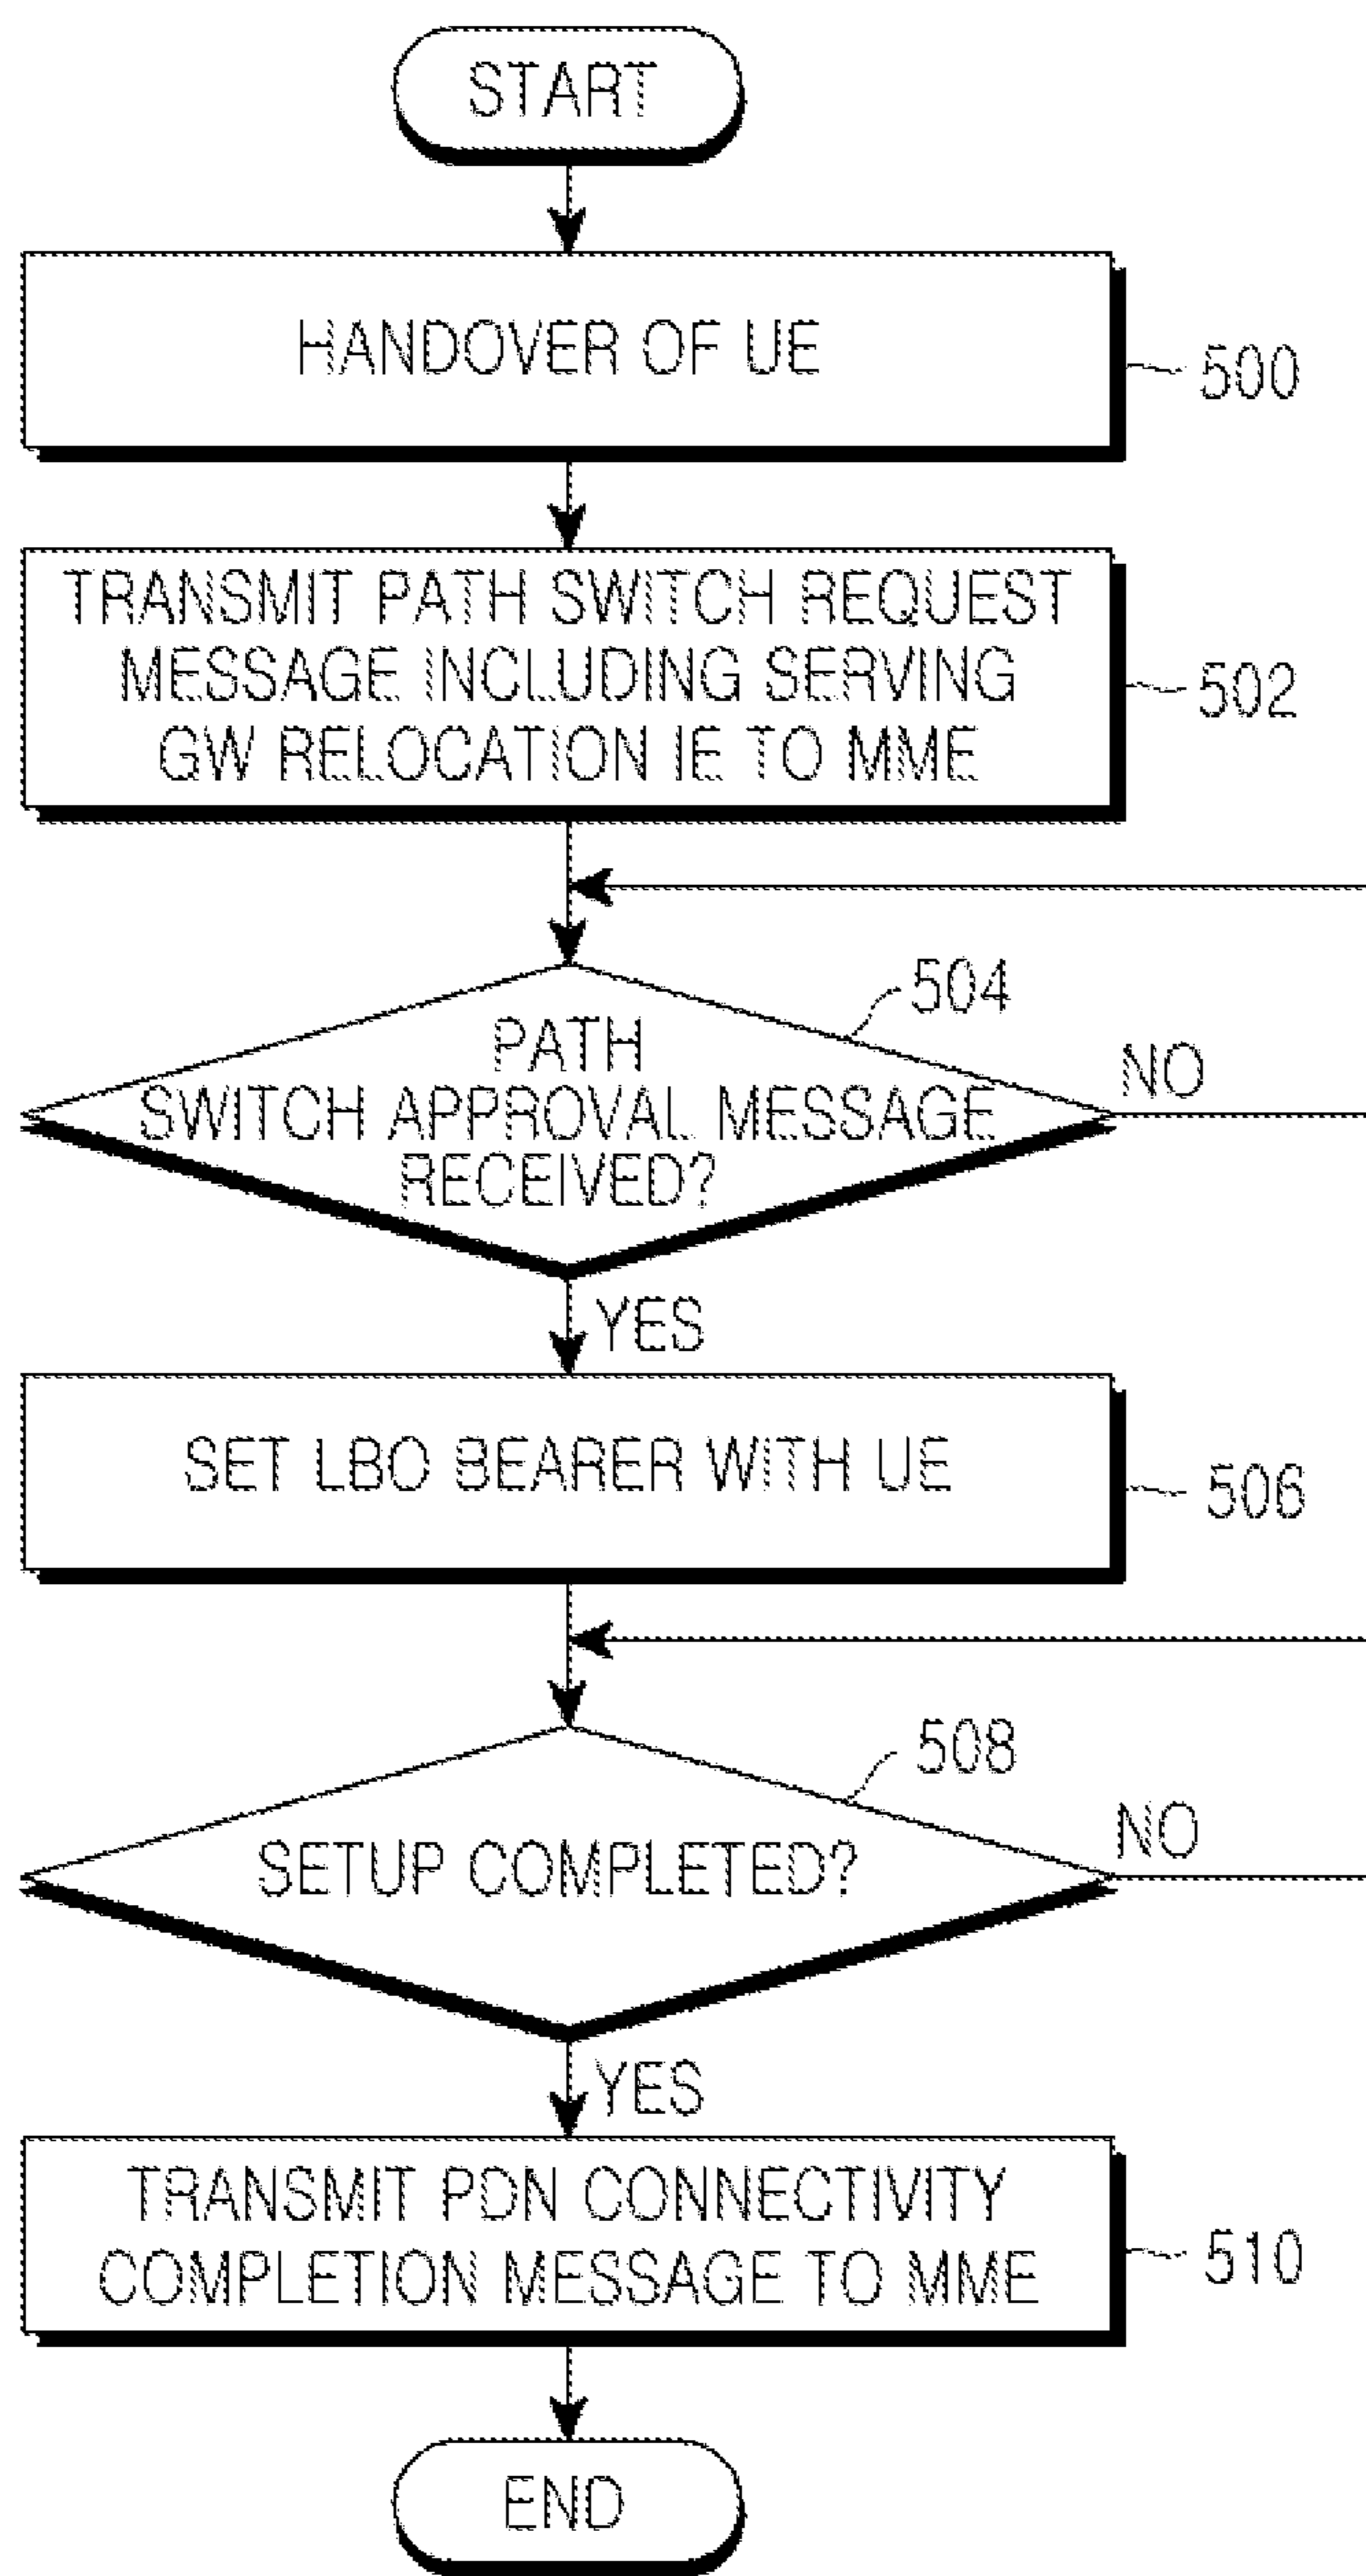 START
HANDOVER OF UE
500
TRANSMIT PATH SWITCH REQUEST
MESSAGE INCLUDING SERVING
GW RELOCATION IE TO MME
502
504
PATH
SWITCH APPROVAL MESSAGE
RECEIVED?
NO
YES
SET LBO BEARER WITH UE
506
508
SETUP COMPLETED?
NO
YES
TRANSMIT PDN CONNECTIVITY
COMPLETION MESSAGE TO MME
510
END